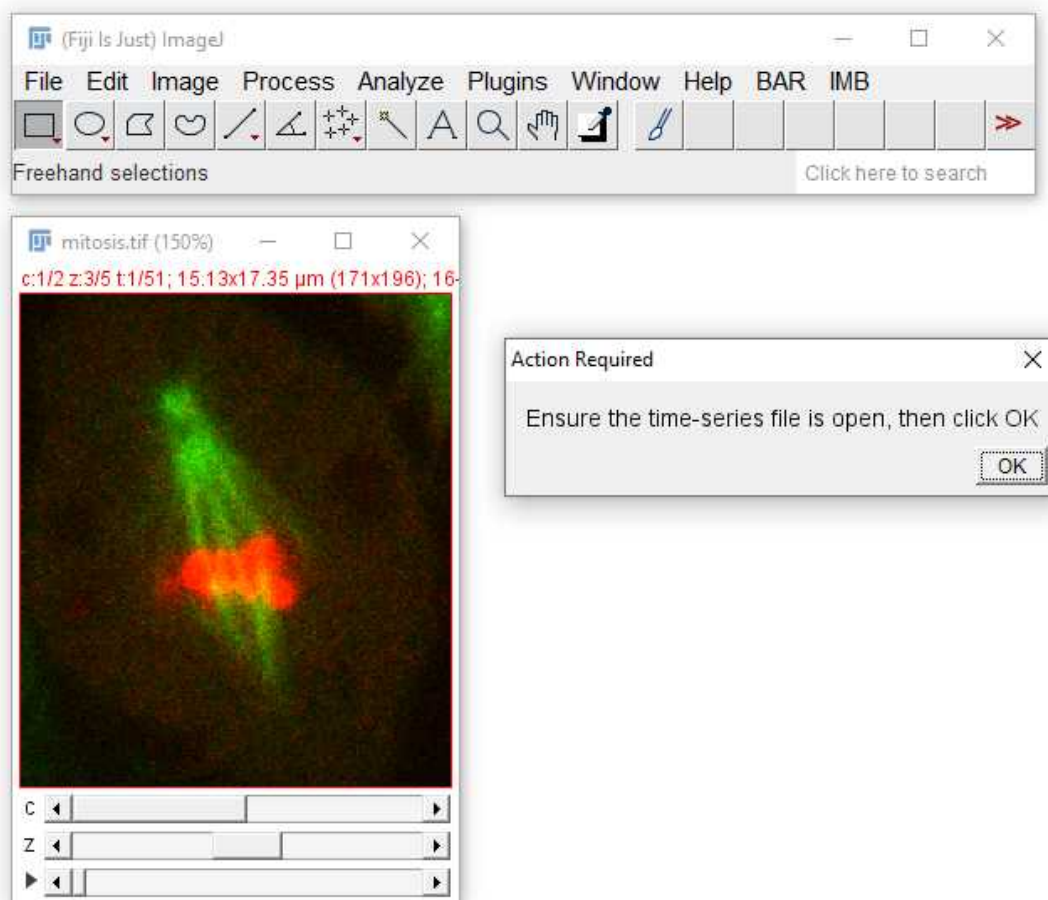 (Fiji Is Just) ImageJ
File Edit Image Process Analyze Plugins Window Help BAR IMB
A
Freehand selections Click here to search
mitosis.tif (150%)
c:1/2 z:3/5 t:1/51; 15.13x17.35 µm (171x196); 16-
Action Required
Ensure the time-series file is open, then click OK
OK
C
Z